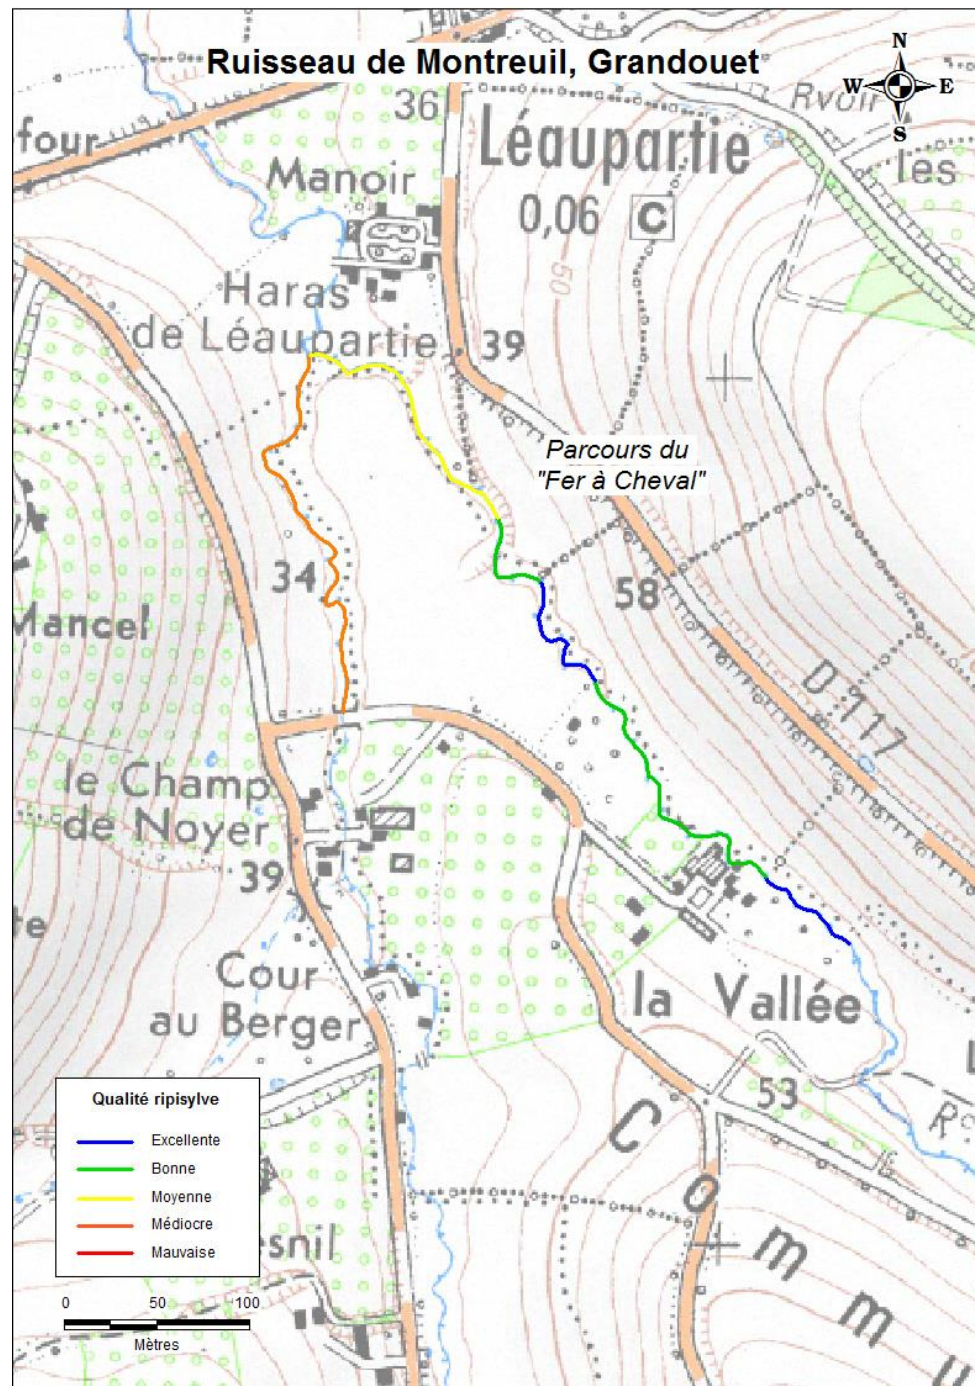 Ruisseau de Montreuil, Grandouet
N
W
E
S
Rvoir
36
Léaupartie
four
les
Manoir
0,06
C
50
Haras
de Léaupartie
39
Parcours du
"Fer à Cheval"
34
58
Mancel
D 117
le Champ
de Noyer
39
te
Cour
au Berger
la Vallée
L
53
Qualité ripisylve
Excellente
Bonne
Moyenne
Médiocre
Mauvaise
esnil
C o m m u
0 50 100
Mètres